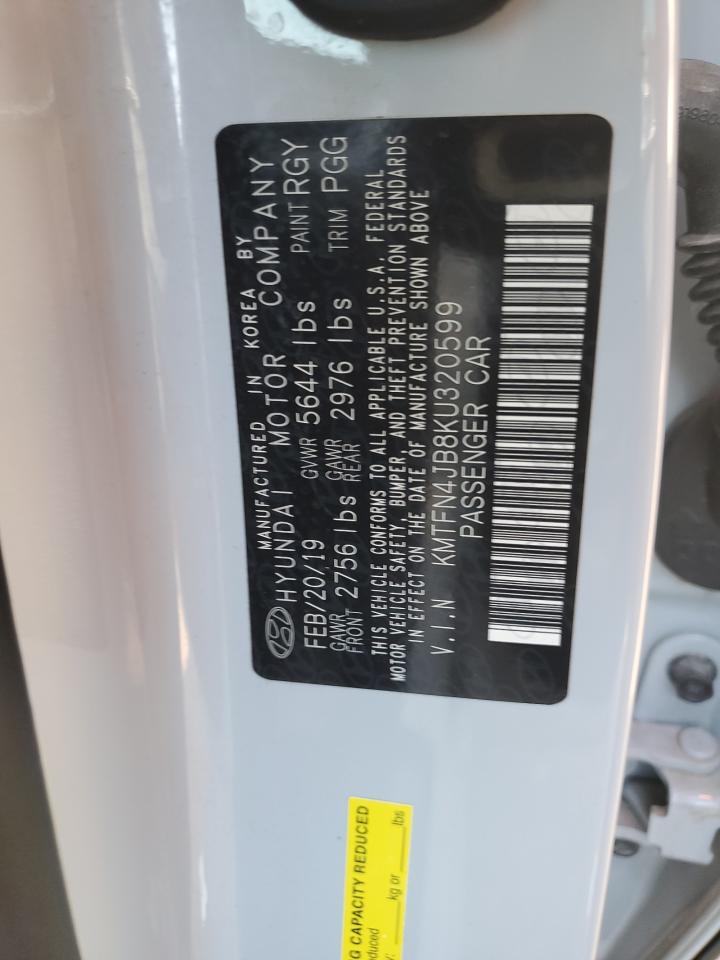 MANUFACTURED IN KOREA BY
HYUNDAI MOTOR COMPANY
FEB/20/19 GVWR 5644 lbs PAINT RGY
GAWR FRONT 2756 lbs GAWR REAR 2976 lbs TRIM PGG
THIS VEHICLE CONFORMS TO ALL APPLICABLE U.S.A. FEDERAL
MOTOR VEHICLE SAFETY, BUMPER, AND THEFT PREVENTION STANDARDS
IN EFFECT ON THE DATE OF MANUFACTURE SHOWN ABOVE
V.I.N KMTFN4JB8KU320599
PASSENGER CAR
G CAPACITY REDUCED
educed
kg or lbs